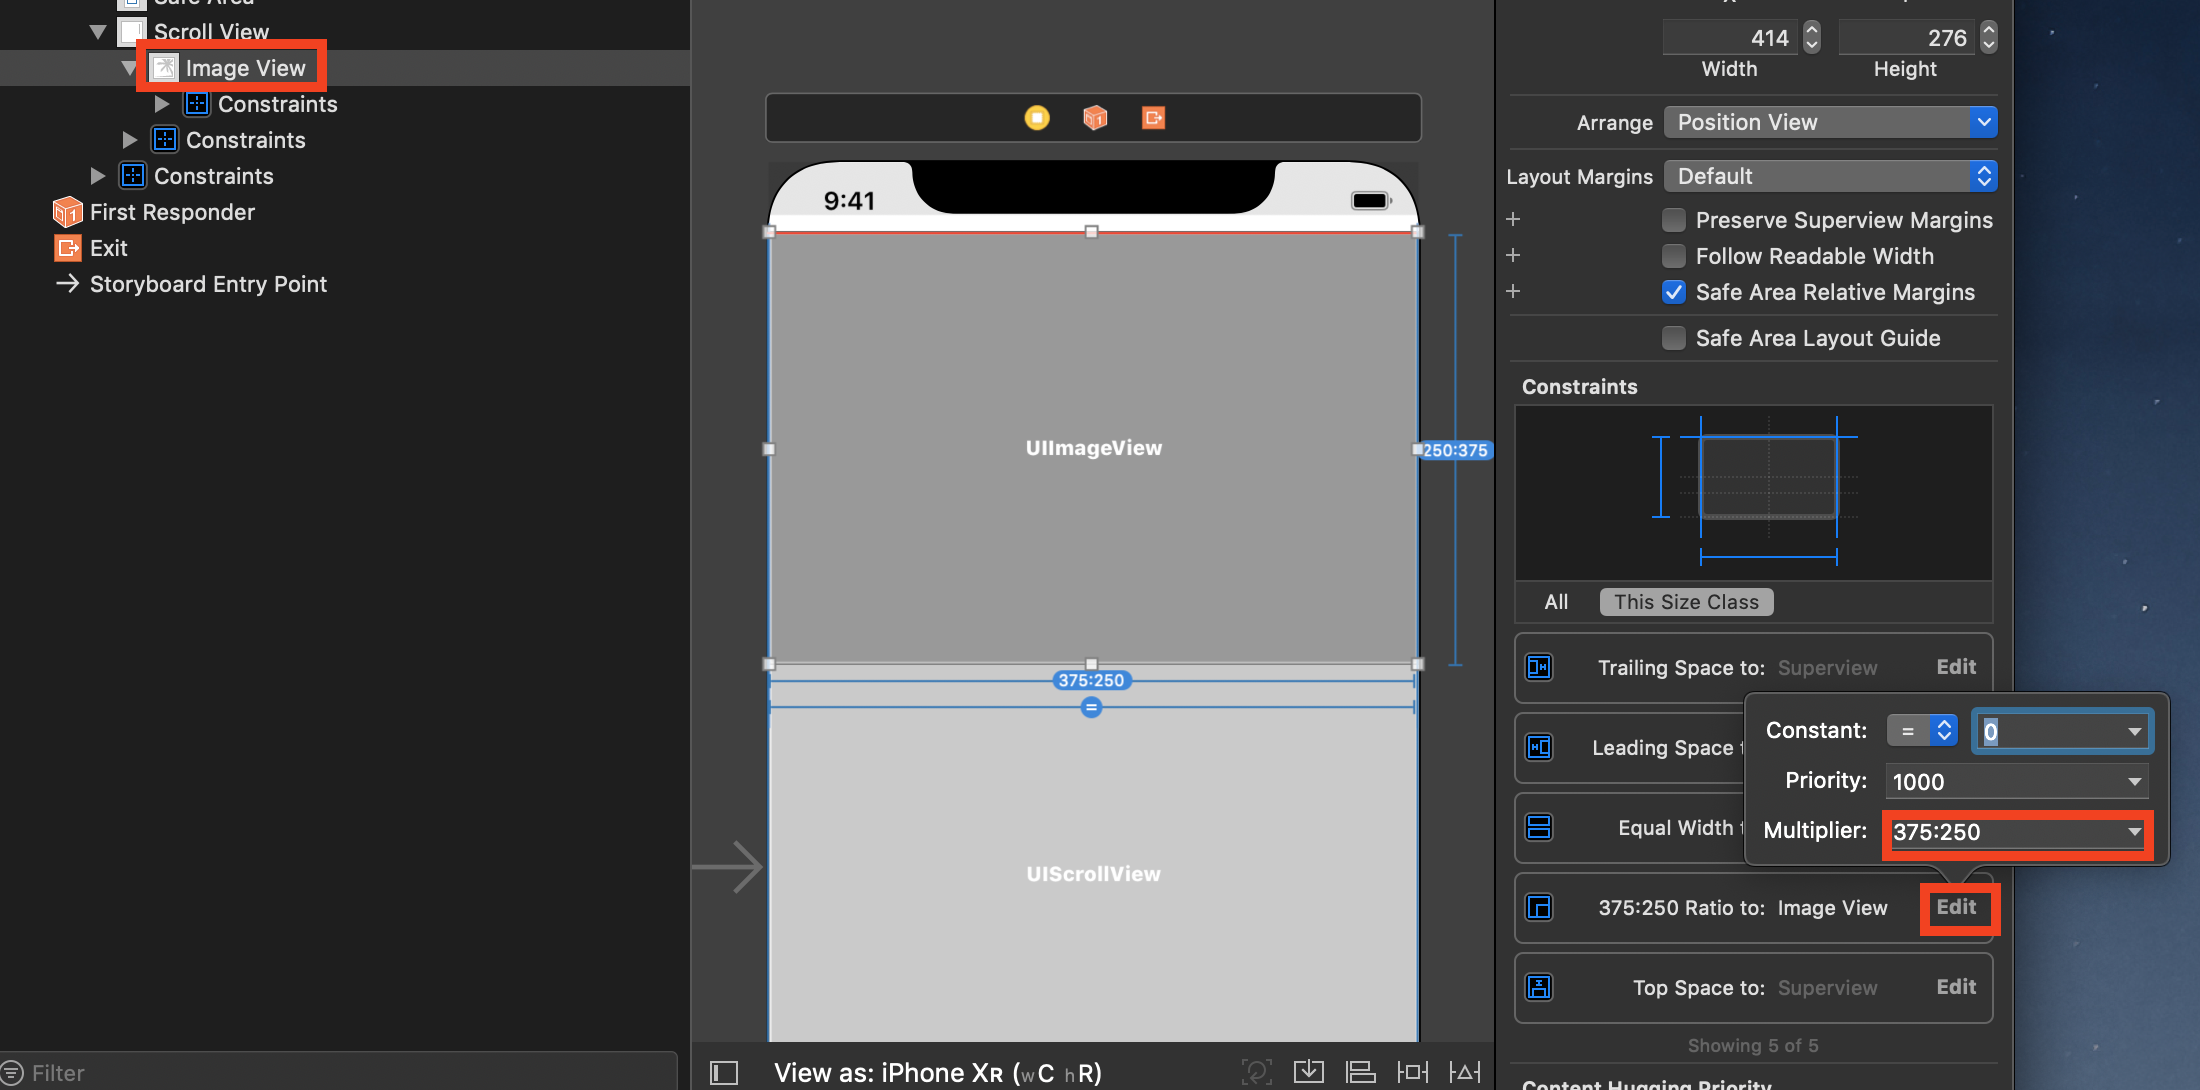 Safe Area
Scroll View
Image View
Constraints
Constraints
Constraints
First Responder
Exit
Storyboard Entry Point
Filter
9:41
UIImageView
250:375
375:250
=
UIScrollView
View as: iPhone XR (wC hR)
414
276
Width
Height
Arrange
Position View
Layout Margins
Default
Preserve Superview Margins
Follow Readable Width
Safe Area Relative Margins
Safe Area Layout Guide
Constraints
All
This Size Class
Trailing Space to: Superview
Edit
Leading Space t
Equal Width t
Constant:
=
0
Priority:
1000
Multiplier:
375:250
375:250 Ratio to: Image View
Edit
Top Space to: Superview
Edit
Showing 5 of 5
Content Hugging Priority